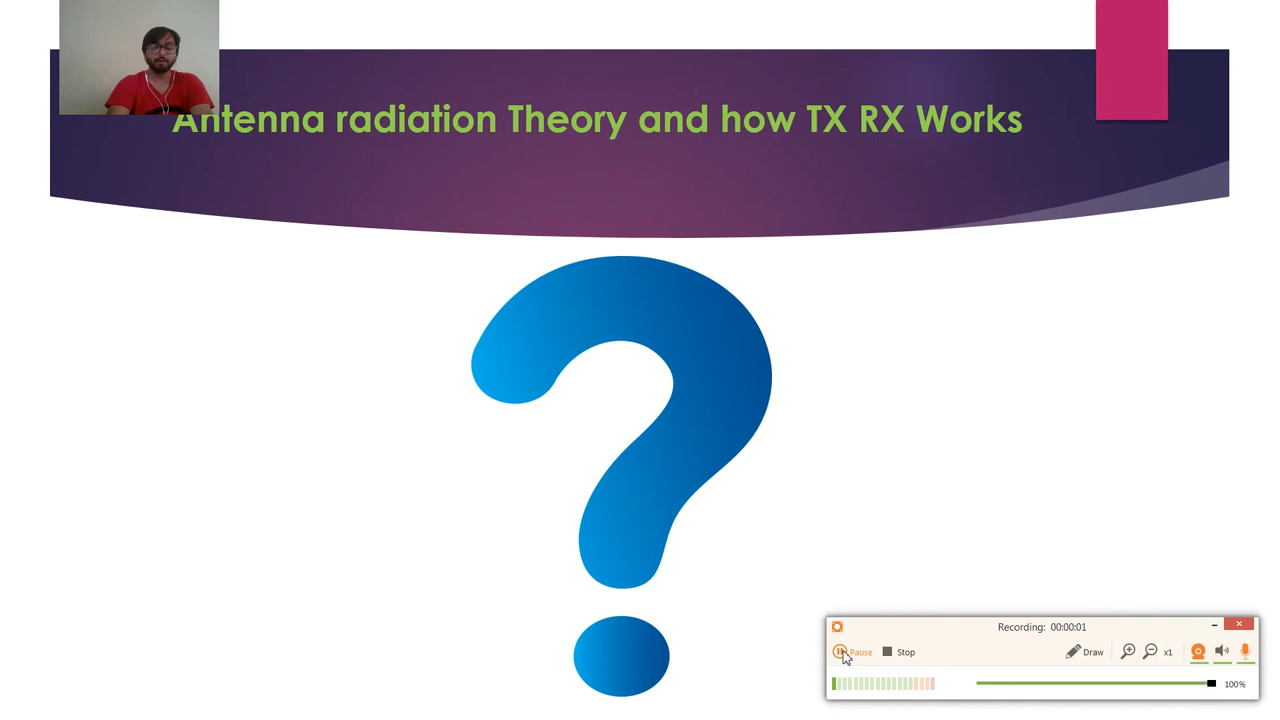 Antenna radiation Theory and how TX RX Works
?
Recording: 00:00:01
Pause Stop Draw x1
100%